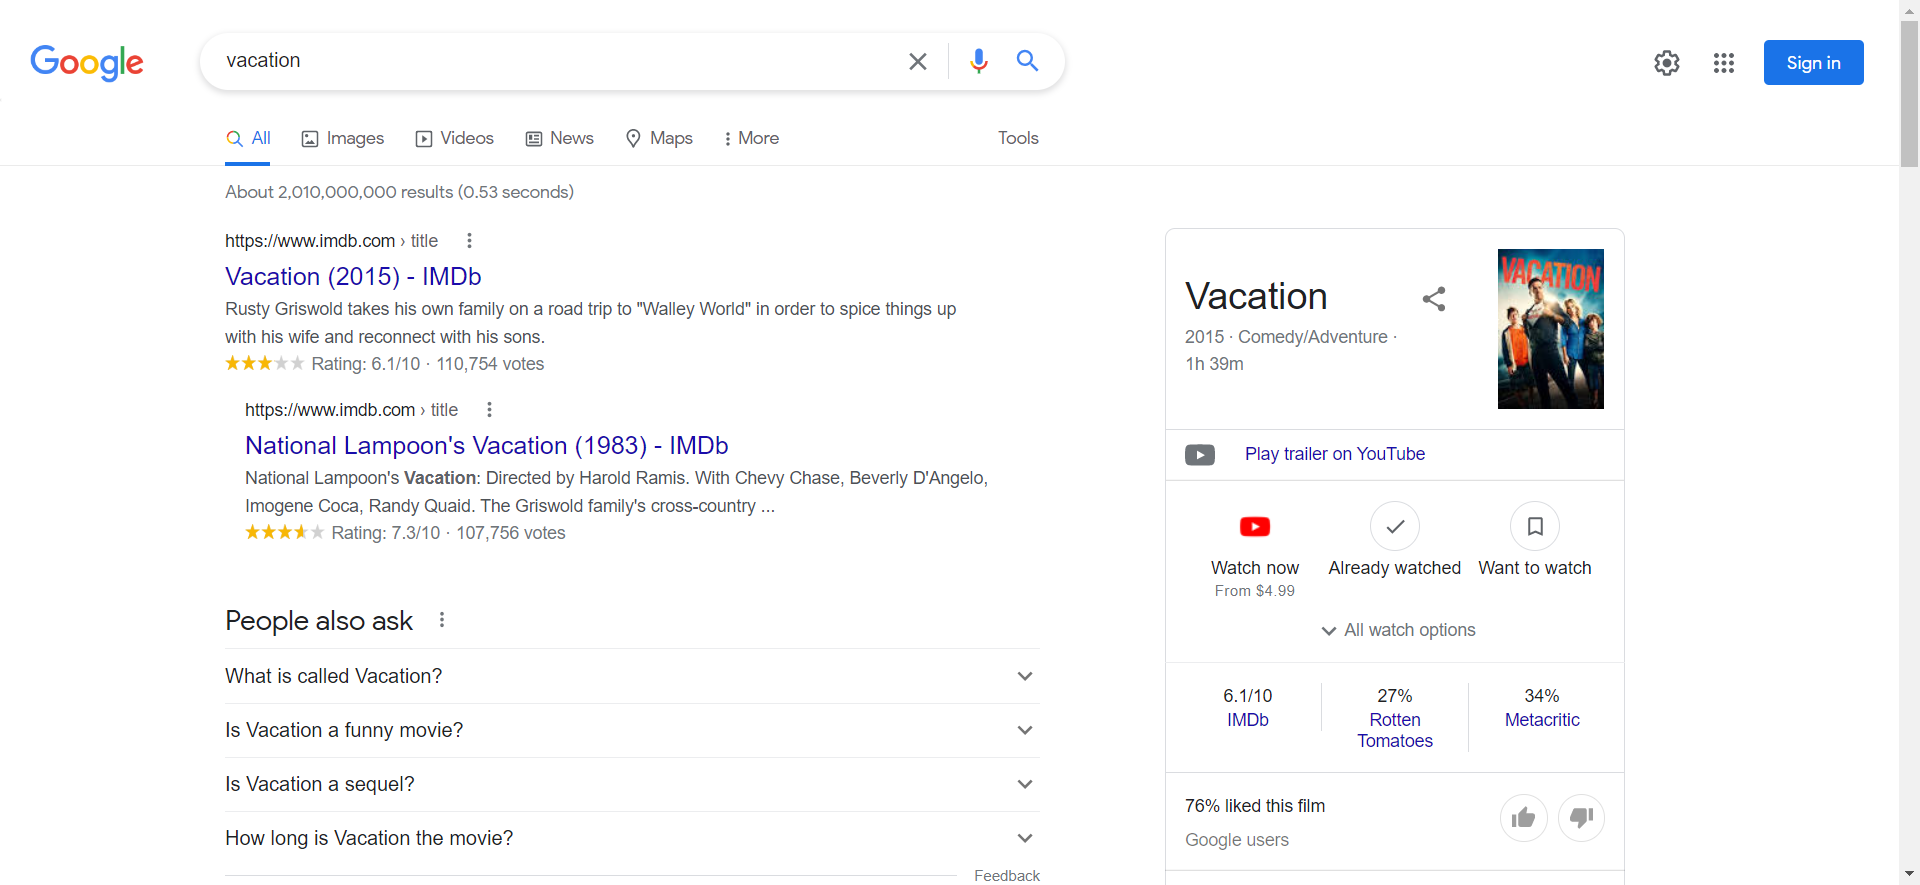 Google
vacation
Sign in
All
Images
Videos
News
Maps
More
Tools
About 2,010,000,000 results (0.53 seconds)
https://www.imdb.com › title
Vacation (2015) - IMDb
Rusty Griswold takes his own family on a road trip to "Walley World" in order to spice things up
with his wife and reconnect with his sons.
Rating: 6.1/10 · 110,754 votes
https://www.imdb.com › title
National Lampoon's Vacation (1983) - IMDb
National Lampoon's Vacation: Directed by Harold Ramis. With Chevy Chase, Beverly D'Angelo,
Imogene Coca, Randy Quaid. The Griswold family's cross-country ...
Rating: 7.3/10 · 107,756 votes
People also ask
What is called Vacation?
Is Vacation a funny movie?
Is Vacation a sequel?
How long is Vacation the movie?
Feedback
Vacation
2015 · Comedy/Adventure ·
1h 39m
VACATION
Play trailer on YouTube
Watch now
From $4.99
Already watched
Want to watch
All watch options
6.1/10
IMDb
27%
Rotten
Tomatoes
34%
Metacritic
76% liked this film
Google users